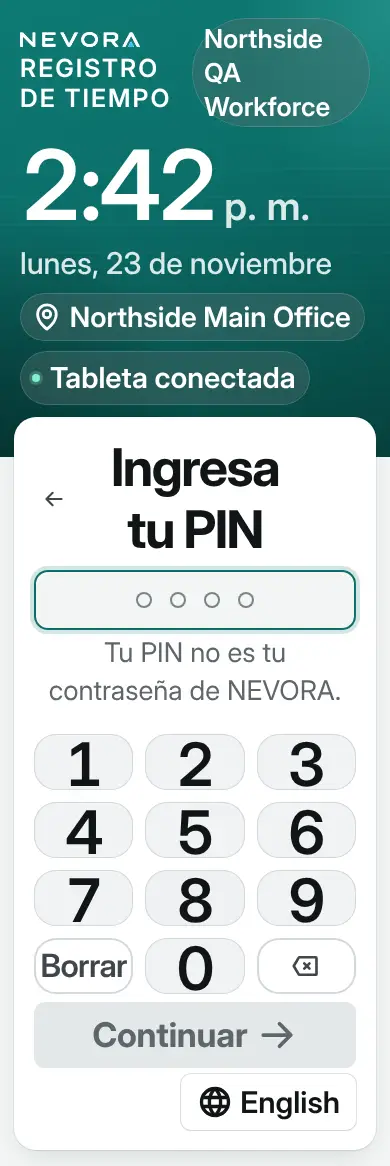 NEVORA
REGISTRO
DE TIEMPO
Northside
QA
Workforce
2:42 p. m.
lunes, 23 de noviembre
Northside Main Office
Tableta conectada
Ingresa
tu PIN
Tu PIN no es tu
contraseña de NEVORA.
1 2 3
4 5 6
7 8 9
Borrar 0
Continuar →
English